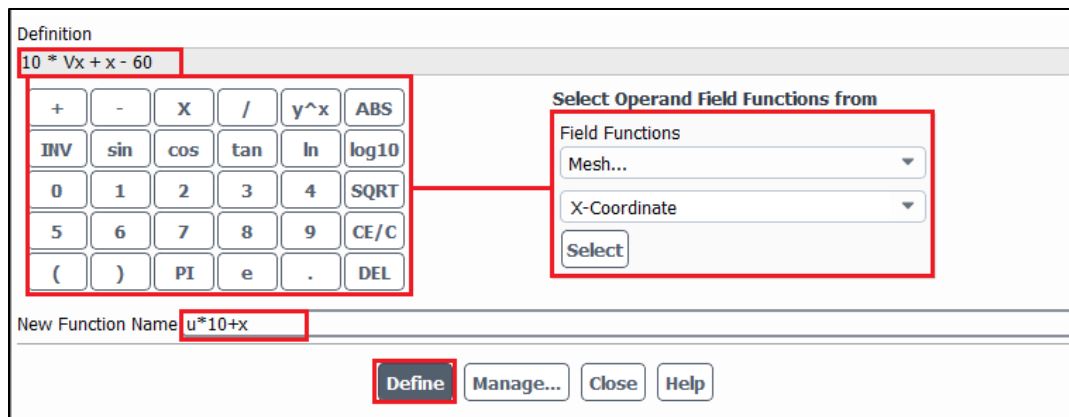 Definition
10 * Vx + x - 60
+ - X / y^x ABS
Select Operand Field Functions from
Field Functions
INV sin cos tan ln log10
Mesh...
0 1 2 3 4 SQRT
X-Coordinate
5 6 7 8 9 CE/C
Select
( ) PI e . DEL
New Function Name u*10+x
Define Manage... Close Help